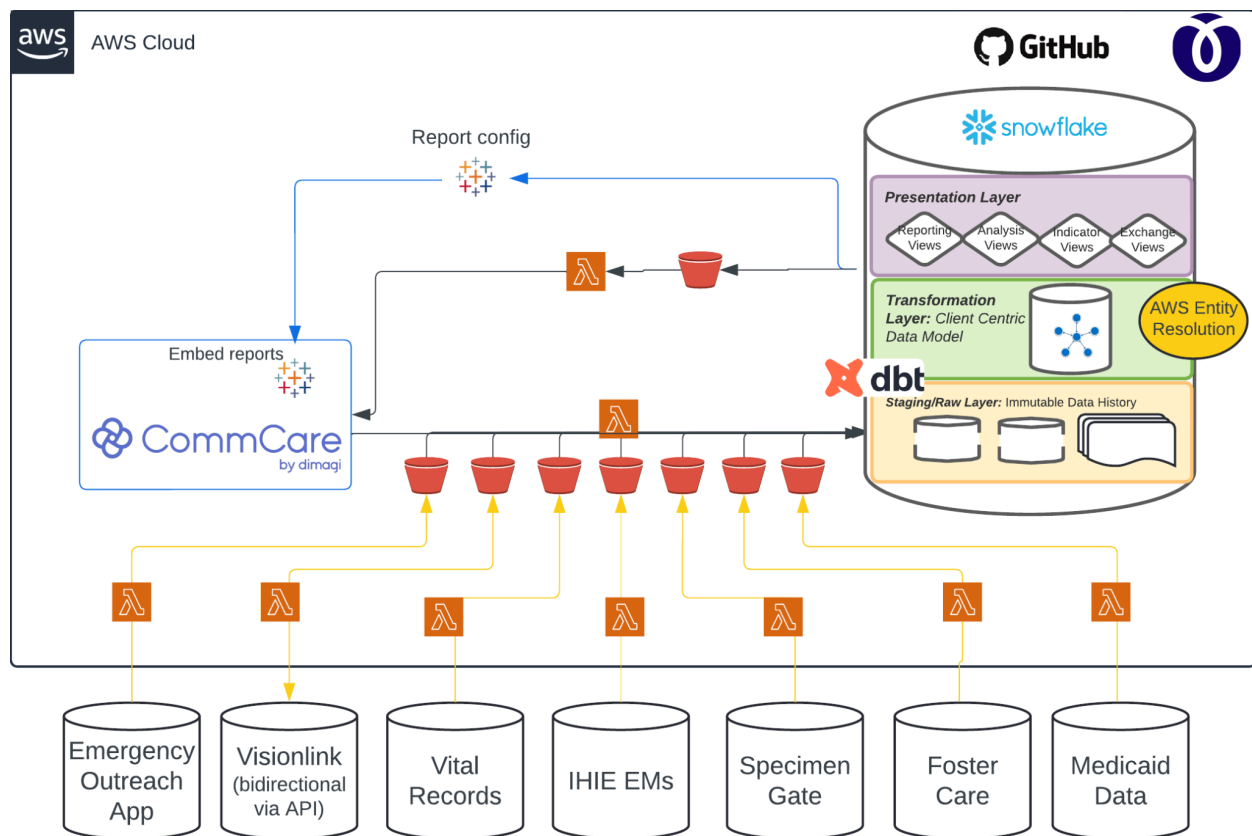 aws
AWS Cloud
GitHub
snowflake
Report config
Presentation Layer
Reporting
Views
Analysis
Views
Indicator
Views
Exchange
Views
Transformation
Layer: Client Centric
Data Model
AWS Entity
Resolution
Embed reports
dbt
Staging/Raw Layer: Immutable Data History
CommCare
by dimagi
Emergency
Outreach
App
Visionlink
(bidirectional
via API)
Vital
Records
IHIE EMs
Specimen
Gate
Foster
Care
Medicaid
Data